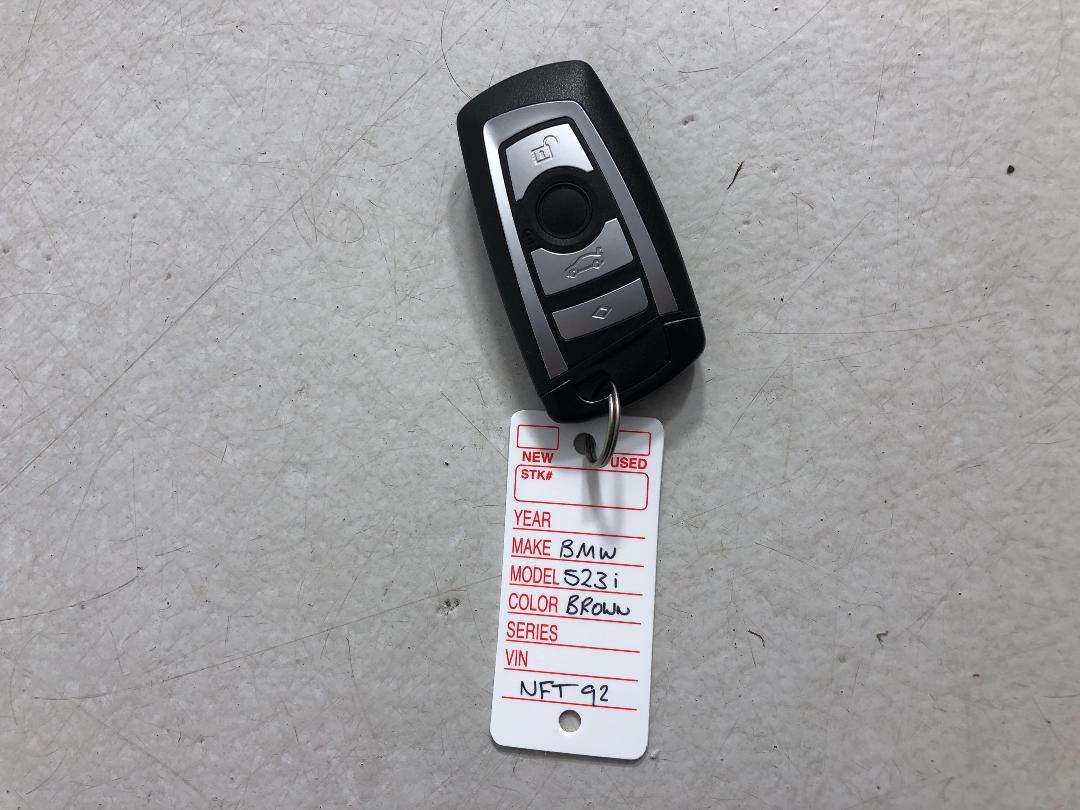 NEW USED
STK#
YEAR
MAKE BMW
MODEL 523i
COLOR BROWN
SERIES
VIN
NFT92